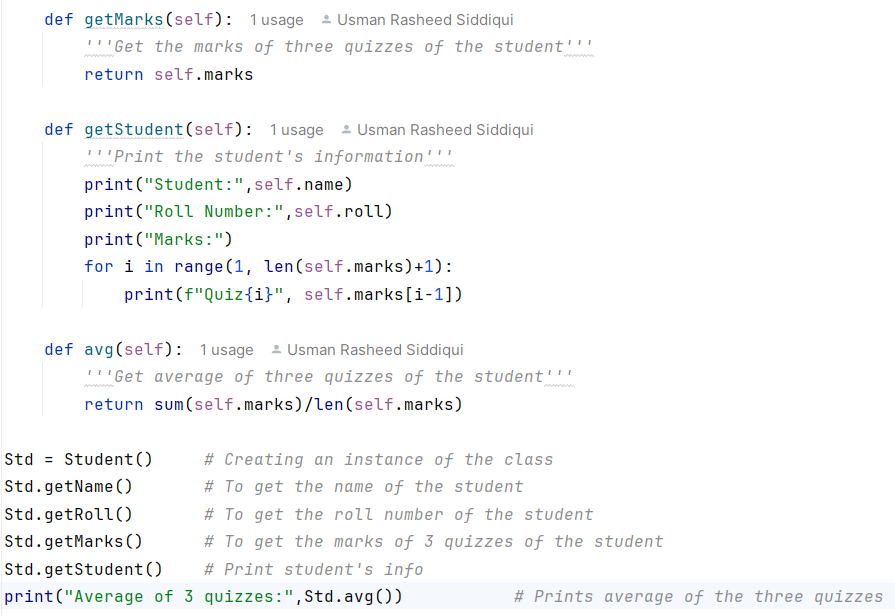 def getMarks(self): 1 usage Usman Rasheed Siddiqui
'''Get the marks of three quizzes of the student'''
return self.marks
def getStudent(self): 1 usage Usman Rasheed Siddiqui
'''Print the student's information'''
print("Student:",self.name)
print("Roll Number:",self.roll)
print("Marks:")
for i in range(1, len(self.marks)+1):
print(f"Quiz{i}", self.marks[i-1])
def avg(self): 1 usage Usman Rasheed Siddiqui
'''Get average of three quizzes of the student'''
return sum(self.marks)/len(self.marks)
Std = Student() # Creating an instance of the class
Std.getName() # To get the name of the student
Std.getRoll() # To get the roll number of the student
Std.getMarks() # To get the marks of 3 quizzes of the student
Std.getStudent() # Print student's info
print("Average of 3 quizzes:",Std.avg()) # Prints average of the three quizzes